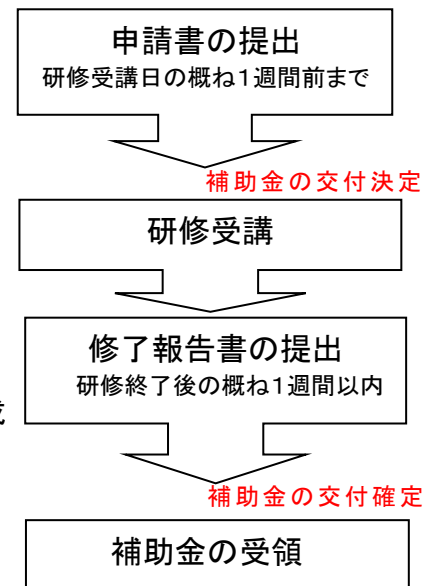 申請書の提出
研修受講日の概ね1週間前まで
補助金の交付決定
研修受講
修了報告書の提出
研修終了後の概ね1週間以内
補助金の交付確定
補助金の受領